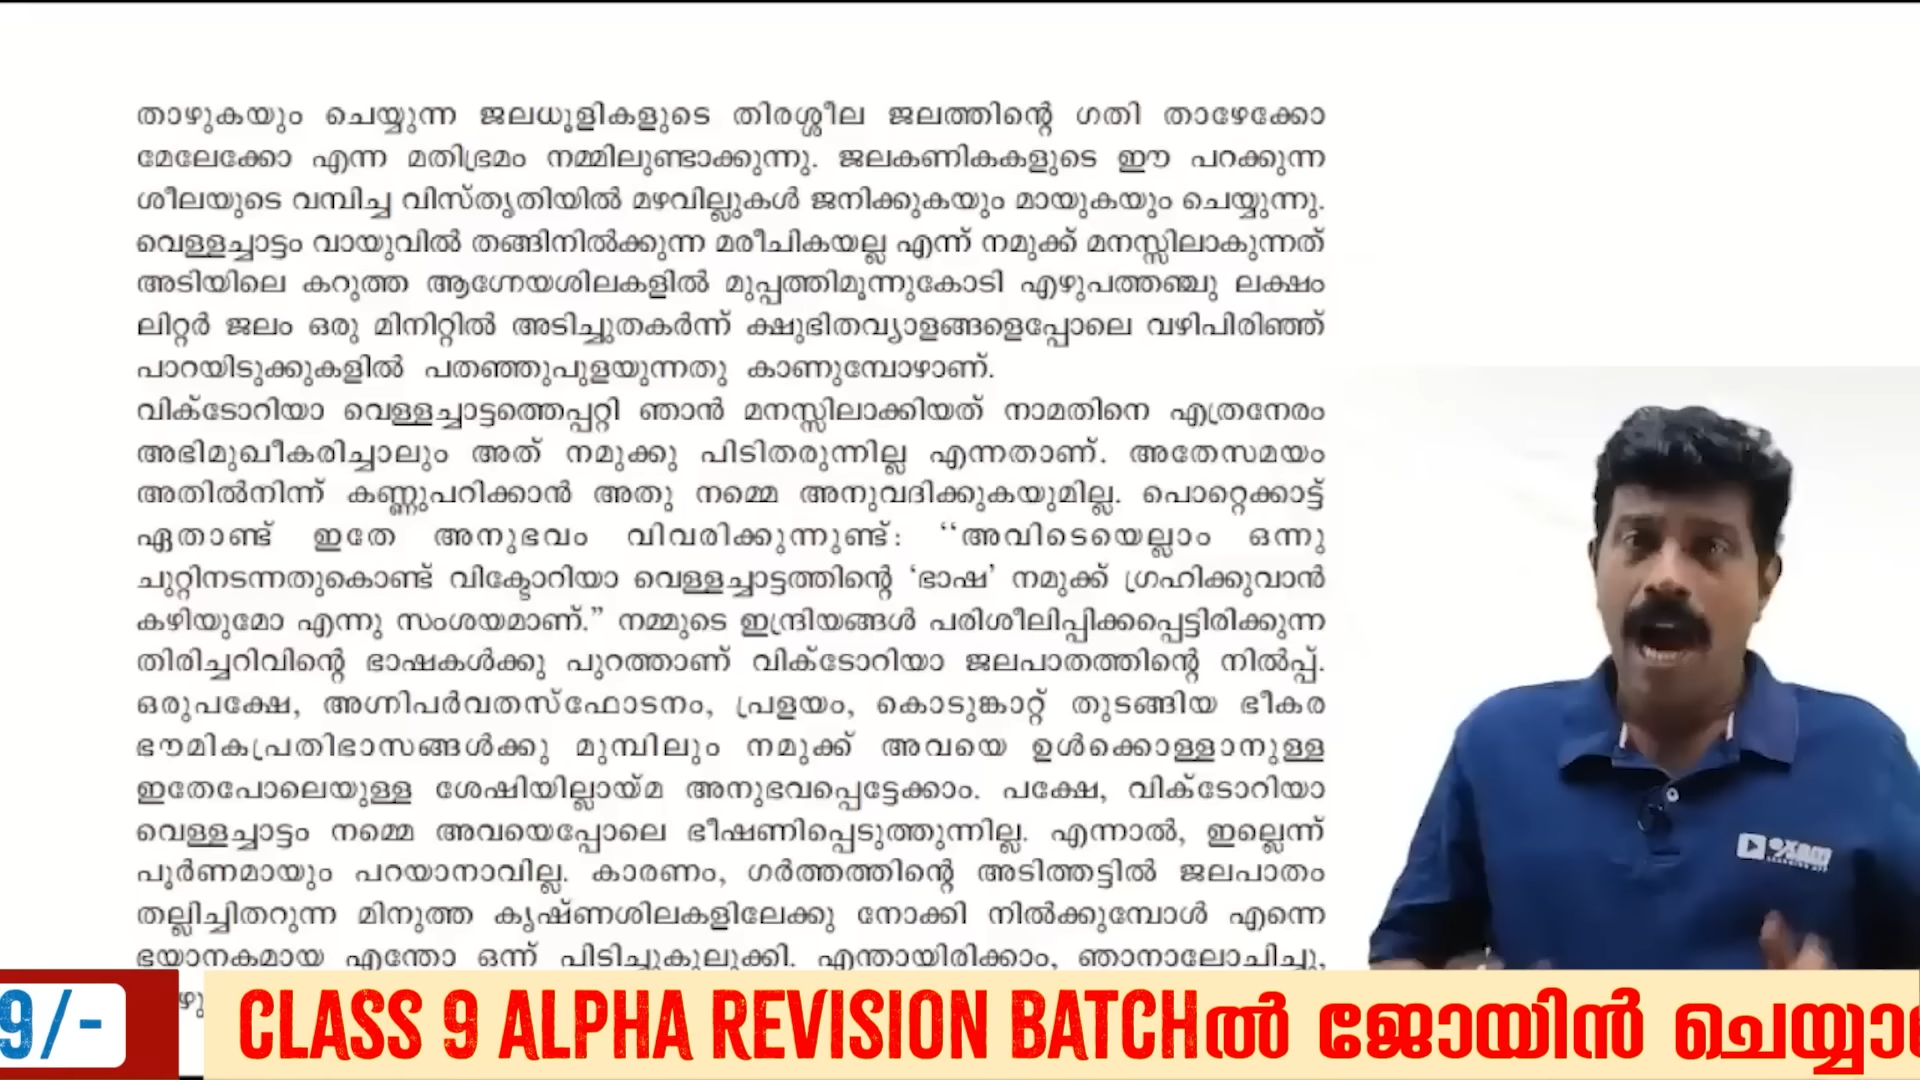 താഴുകയും ചെയ്യുന്ന ജലധൂളികളുടെ തിരശ്ശീല ജലത്തിന്റെ ഗതി താഴേക്കോ
മേലേക്കോ എന്ന മതിഭ്രമം നമ്മിലുണ്ടാക്കുന്നു. ജലകണികകളുടെ ഈ പറക്കുന്ന
ശീലയുടെ വമ്പിച്ച വിസ്തൃതിയിൽ മഴവില്ലുകൾ ജനിക്കുകയും മായുകയും ചെയ്യുന്നു.
വെള്ളച്ചാട്ടം വായുവിൽ തങ്ങിനിൽക്കുന്ന മരീചികയല്ല എന്ന് നമുക്ക് മനസ്സിലാകുന്നത്
അടിയിലെ കറുത്ത ആഗ്നേയശിലകളിൽ മുപ്പത്തിമൂന്നുകോടി എഴുപത്തഞ്ചു ലക്ഷം
ലിറ്റർ ജലം ഒരു മിനിറ്റിൽ അടിച്ചുതകർന്ന് ക്ഷുഭിതവ്യാളങ്ങളെപ്പോലെ വഴിപിരിഞ്ഞ്
പാറയിടുക്കുകളിൽ പതഞ്ഞുപുളയുന്നതു കാണുമ്പോഴാണ്.
വിക്ടോറിയാ വെള്ളച്ചാട്ടത്തെപ്പറ്റി ഞാൻ മനസ്സിലാക്കിയത് നാമതിനെ എത്രനേരം
അഭിമുഖീകരിച്ചാലും അത് നമുക്കു പിടിതരുന്നില്ല എന്നതാണ്. അതേസമയം
അതിൽനിന്ന് കണ്ണുപറിക്കാൻ അതു നമ്മെ അനുവദിക്കുകയുമില്ല. പൊറ്റെക്കാട്ട്
ഏതാണ്ട് ഇതേ അനുഭവം വിവരിക്കുന്നുണ്ട്: “അവിടെയെല്ലാം ഒന്നു
ചുറ്റിനടന്നതുകൊണ്ട് വിക്ടോറിയാ വെള്ളച്ചാട്ടത്തിന്റെ ‘ഭാഷ’ നമുക്ക് ഗ്രഹിക്കുവാൻ
കഴിയുമോ എന്നു സംശയമാണ്.” നമ്മുടെ ഇന്ദ്രിയങ്ങൾ പരിശീലിപ്പിക്കപ്പെട്ടിരിക്കുന്ന
തിരിച്ചറിവിന്റെ ഭാഷകൾക്കു പുറത്താണ് വിക്ടോറിയാ ജലപാതത്തിന്റെ നിൽപ്പ്.
ഒരുപക്ഷേ, അഗ്നിപർവതസ്ഫോടനം, പ്രളയം, കൊടുങ്കാറ്റ് തുടങ്ങിയ ഭീകര
ഭൗമികപ്രതിഭാസങ്ങൾക്കു മുമ്പിലും നമുക്ക് അവയെ ഉൾക്കൊള്ളാനുള്ള
ഇതേപോലെയുള്ള ശേഷിയില്ലായ്മ അനുഭവപ്പെട്ടേക്കാം. പക്ഷേ, വിക്ടോറിയാ
വെള്ളച്ചാട്ടം നമ്മെ അവയെപ്പോലെ ഭീഷണിപ്പെടുത്തുന്നില്ല. എന്നാൽ, ഇല്ലെന്ന്
പൂർണമായും പറയാനാവില്ല. കാരണം, ഗർത്തത്തിന്റെ അടിത്തട്ടിൽ ജലപാതം
തല്ലിച്ചിതറുന്ന മിനുത്ത കൃഷ്ണശിലകളിലേക്കു നോക്കി നിൽക്കുമ്പോൾ എന്നെ
ഭയാനകമായ എന്തോ ഒന്ന് പിടിച്ചുകുലുക്കി. എന്തായിരിക്കാം, ഞാനാലോചിച്ചു,
exam
9/-
CLASS 9 ALPHA REVISION BATCHൽ ജോയിൻ